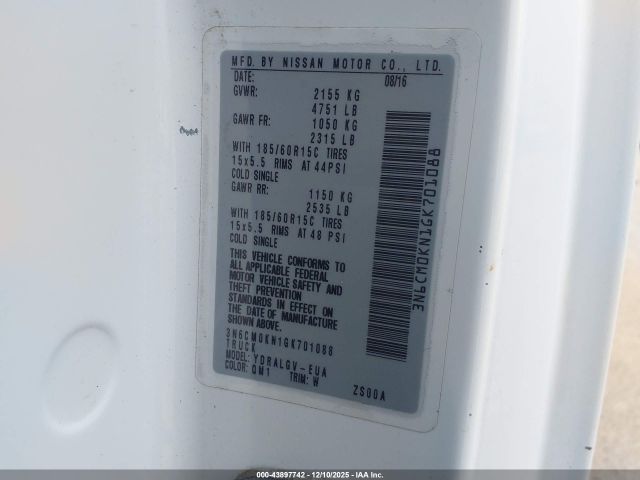 MFD. BY NISSAN MOTOR CO., LTD.
DATE: 08/16
GVWR: 2155 KG
4751 LB
GAWR FR: 1050 KG
2315 LB
WITH 185/60R15C TIRES
15x5.5 RIMS AT 44PSI
COLD SINGLE
GAWR RR: 1150 KG
2535 LB
WITH 185/60R15C TIRES
15x5.5 RIMS AT 48 PSI
COLD SINGLE
THIS VEHICLE CONFORMS TO
ALL APPLICABLE FEDERAL
MOTOR VEHICLE SAFETY AND
THEFT PREVENTION
STANDARDS IN EFFECT ON
THE DATE OF MANUFACTURE
SHOWN ABOVE.
3N6CM0KN1GK701088
TRUCK
MODEL: YDRALGV-EUA
COLOR: QM1 TRIM: W
ZS00A
3N6CM0KN1GK701088
000-43897742 - 12/10/2025 - IAA Inc.